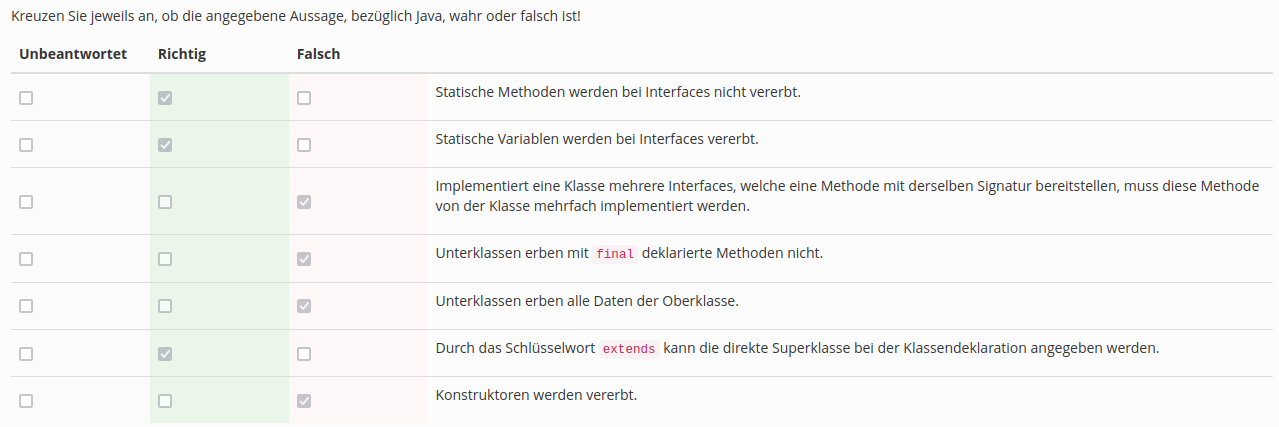 Kreuzen Sie jeweils an, ob die angegebene Aussage, bezüglich Java, wahr oder falsch ist!
Unbeantwortet Richtig Falsch
Statische Methoden werden bei Interfaces nicht vererbt.
Statische Variablen werden bei Interfaces vererbt.
Implementiert eine Klasse mehrere Interfaces, welche eine Methode mit derselben Signatur bereitstellen, muss diese Methode
von der Klasse mehrfach implementiert werden.
Unterklassen erben mit final deklarierte Methoden nicht.
Unterklassen erben alle Daten der Oberklasse.
Durch das Schlüsselwort extends kann die direkte Superklasse bei der Klassendeklaration angegeben werden.
Konstruktoren werden vererbt.